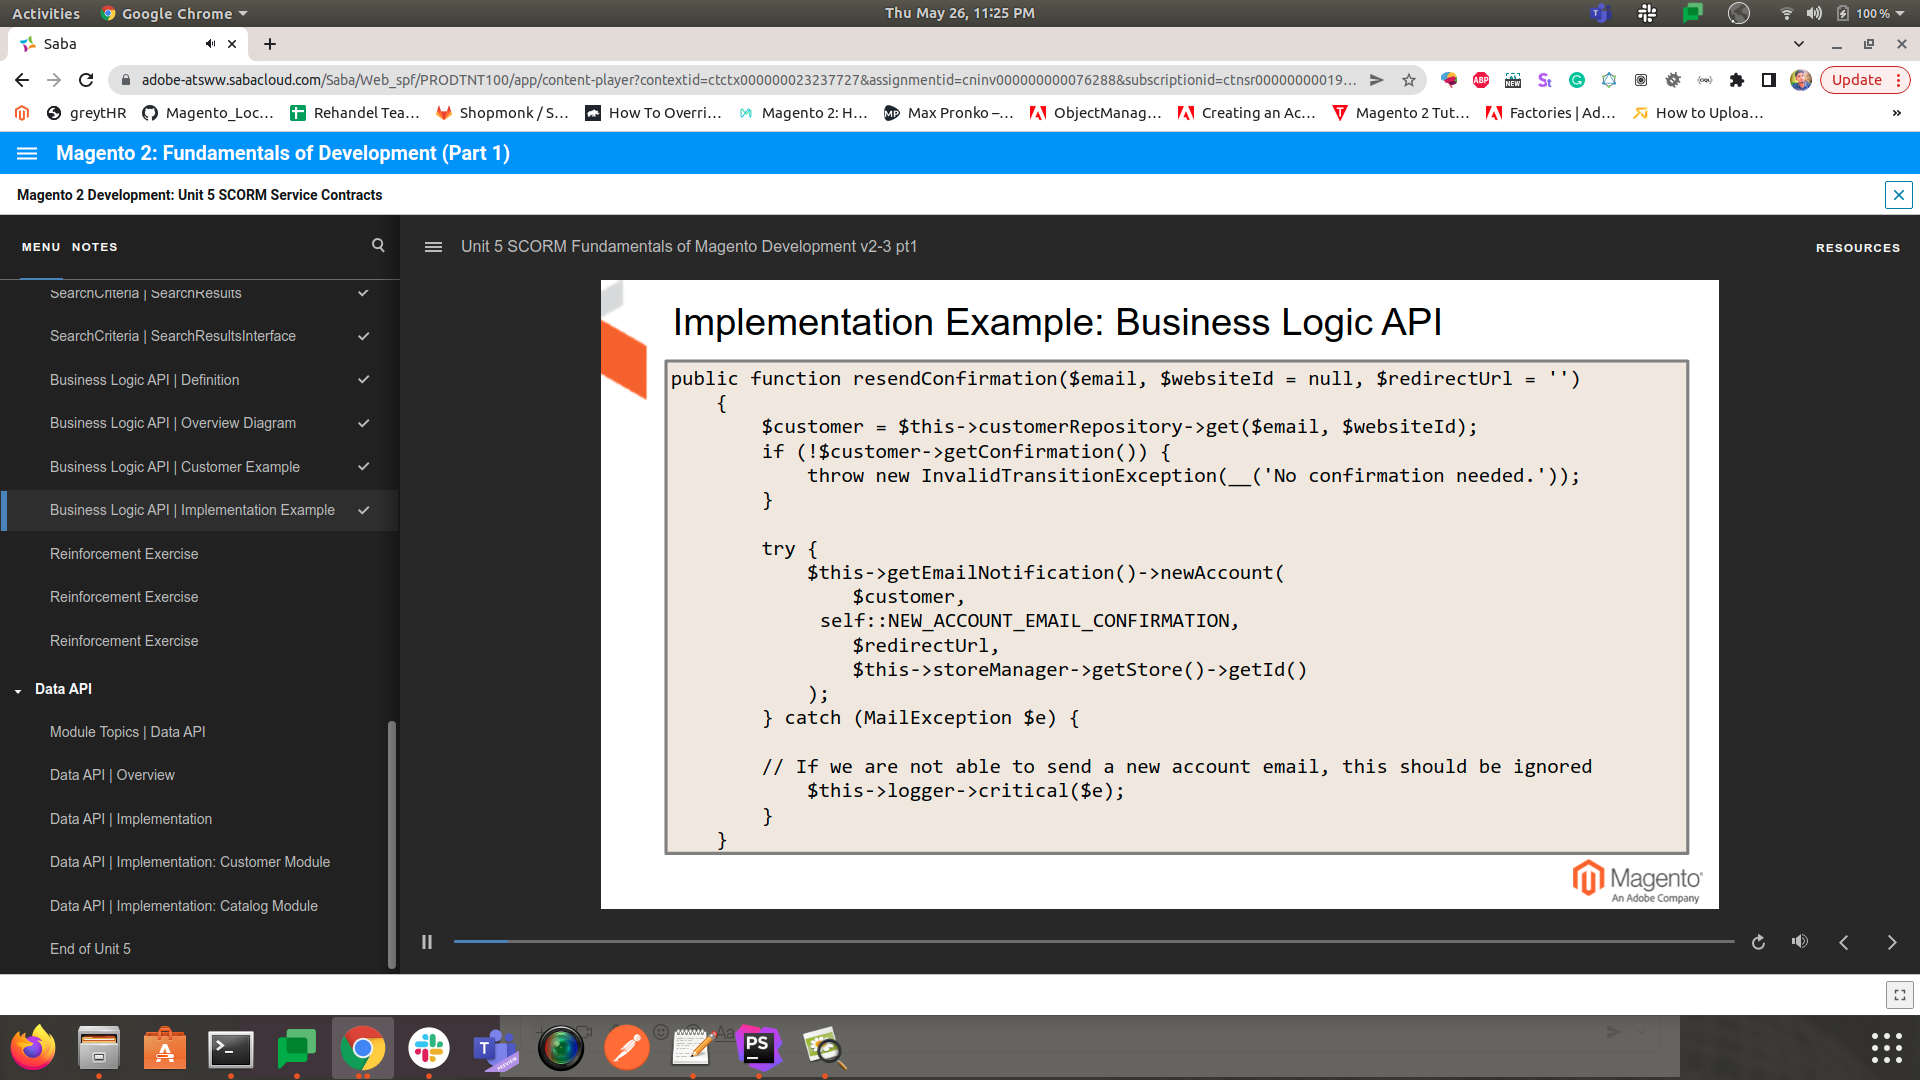 Activities
Google Chrome
Thu May 26, 11:25 PM
100 %
Saba
adobe-atsww.sabacloud.com/Saba/Web_spf/PRODTNT100/app/content-player?contextid=ctctx000000023237727&assignmentid=cninv000000000076288&subscriptionid=ctnsr00000000019...
Update
greytHR
Magento_Loc...
Rehandel Tea...
Shopmonk / S...
How To Overri...
Magento 2: H...
Max Pronko –...
ObjectManag...
Creating an Ac...
Magento 2 Tut...
Factories | Ad...
How to Uploa...
»
Magento 2: Fundamentals of Development (Part 1)
Magento 2 Development: Unit 5 SCORM Service Contracts
MENU
NOTES
Unit 5 SCORM Fundamentals of Magento Development v2-3 pt1
RESOURCES
SearchCriteria | SearchResults
SearchCriteria | SearchResultsInterface
Business Logic API | Definition
Business Logic API | Overview Diagram
Business Logic API | Customer Example
Business Logic API | Implementation Example
Reinforcement Exercise
Reinforcement Exercise
Reinforcement Exercise
Data API
Module Topics | Data API
Data API | Overview
Data API | Implementation
Data API | Implementation: Customer Module
Data API | Implementation: Catalog Module
End of Unit 5
Implementation Example: Business Logic API
public function resendConfirmation($email, $websiteId = null, $redirectUrl = '')
{
$customer = $this->customerRepository->get($email, $websiteId);
if (!$customer->getConfirmation()) {
throw new InvalidTransitionException(__('No confirmation needed.'));
}
try {
$this->getEmailNotification()->newAccount(
$customer,
self::NEW_ACCOUNT_EMAIL_CONFIRMATION,
$redirectUrl,
$this->storeManager->getStore()->getId()
);
} catch (MailException $e) {
// If we are not able to send a new account email, this should be ignored
$this->logger->critical($e);
}
}
Magento
An Adobe Company